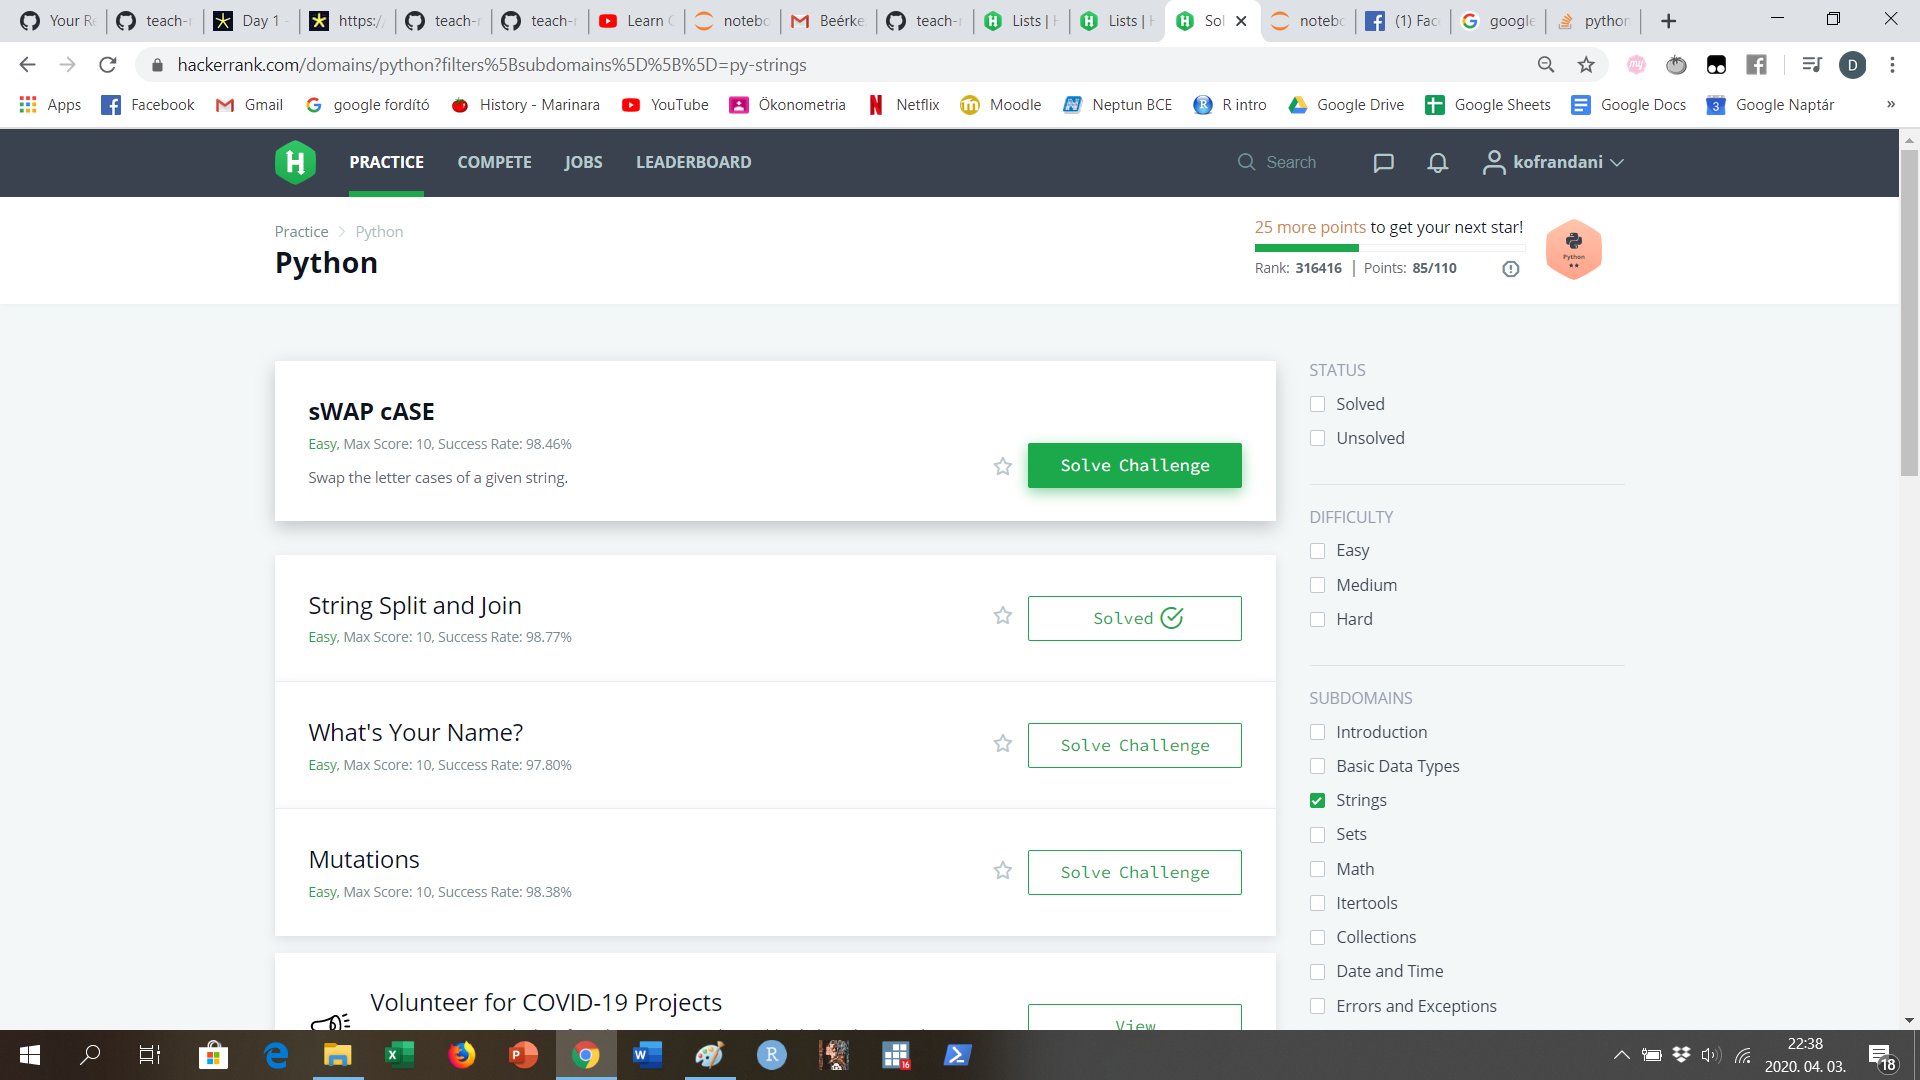 Your Re
teach-r
Day 1 -
https:/
teach-r
teach-r
Learn C
notebo
Beérke
teach-r
Lists | H
Lists | H
Sol
notebo
(1) Fac
google
python
hackerrank.com/domains/python?filters%5Bsubdomains%5D%5B%5D=py-strings
my
D
Apps
Facebook
Gmail
google fordító
History - Marinara
YouTube
Ökonometria
Netflix
Moodle
Neptun BCE
R intro
Google Drive
Google Sheets
Google Docs
3
Google Naptár
»
H
PRACTICE
COMPETE
JOBS
LEADERBOARD
Search
kofrandani
Practice > Python
Python
25 more points to get your next star!
Rank: 316416 | Points: 85/110
Python
sWAP cASE
Easy, Max Score: 10, Success Rate: 98.46%
Swap the letter cases of a given string.
Solve Challenge
String Split and Join
Easy, Max Score: 10, Success Rate: 98.77%
Solved
What's Your Name?
Easy, Max Score: 10, Success Rate: 97.80%
Solve Challenge
Mutations
Easy, Max Score: 10, Success Rate: 98.38%
Solve Challenge
Volunteer for COVID-19 Projects
View
STATUS
Solved
Unsolved
DIFFICULTY
Easy
Medium
Hard
SUBDOMAINS
Introduction
Basic Data Types
Strings
Sets
Math
Itertools
Collections
Date and Time
Errors and Exceptions
R
16
22:38
2020. 04. 03.
18